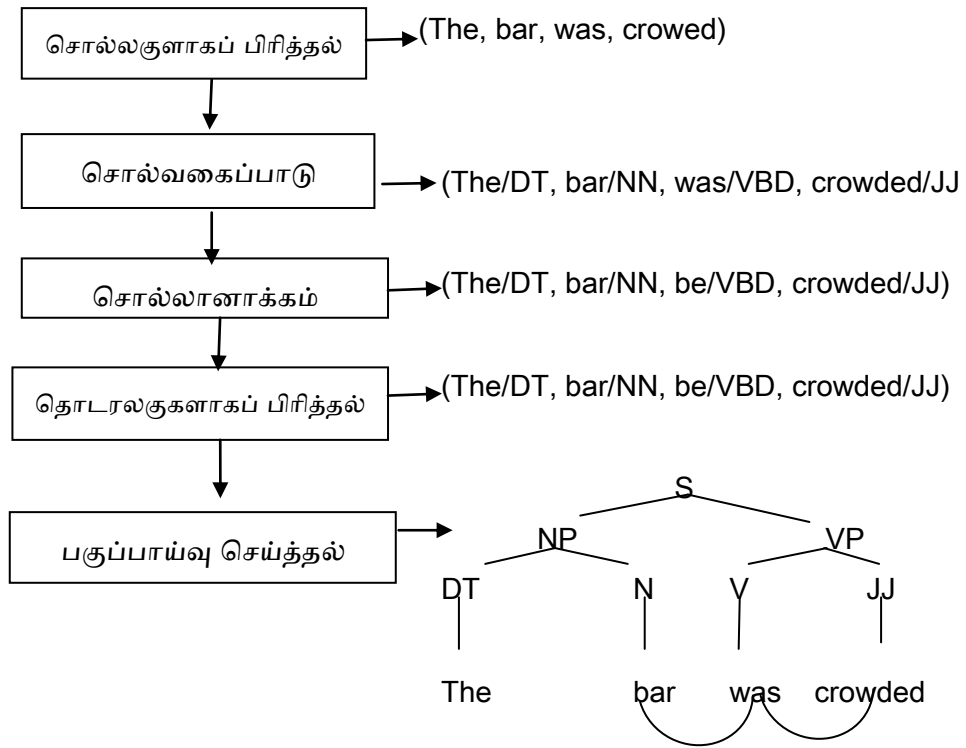 சொல்லகுளாகப் பிரித்தல்
(The, bar, was, crowed)
சொல்வகைப்பாடு
(The/DT, bar/NN, was/VBD, crowded/JJ
சொல்லானாக்கம்
(The/DT, bar/NN, be/VBD, crowded/JJ)
தொடரலகுகளாகப் பிரித்தல்
(The/DT, bar/NN, be/VBD, crowded/JJ)
பகுப்பாய்வு செய்த்தல்
S
NP VP
DT N V JJ
The bar was crowded